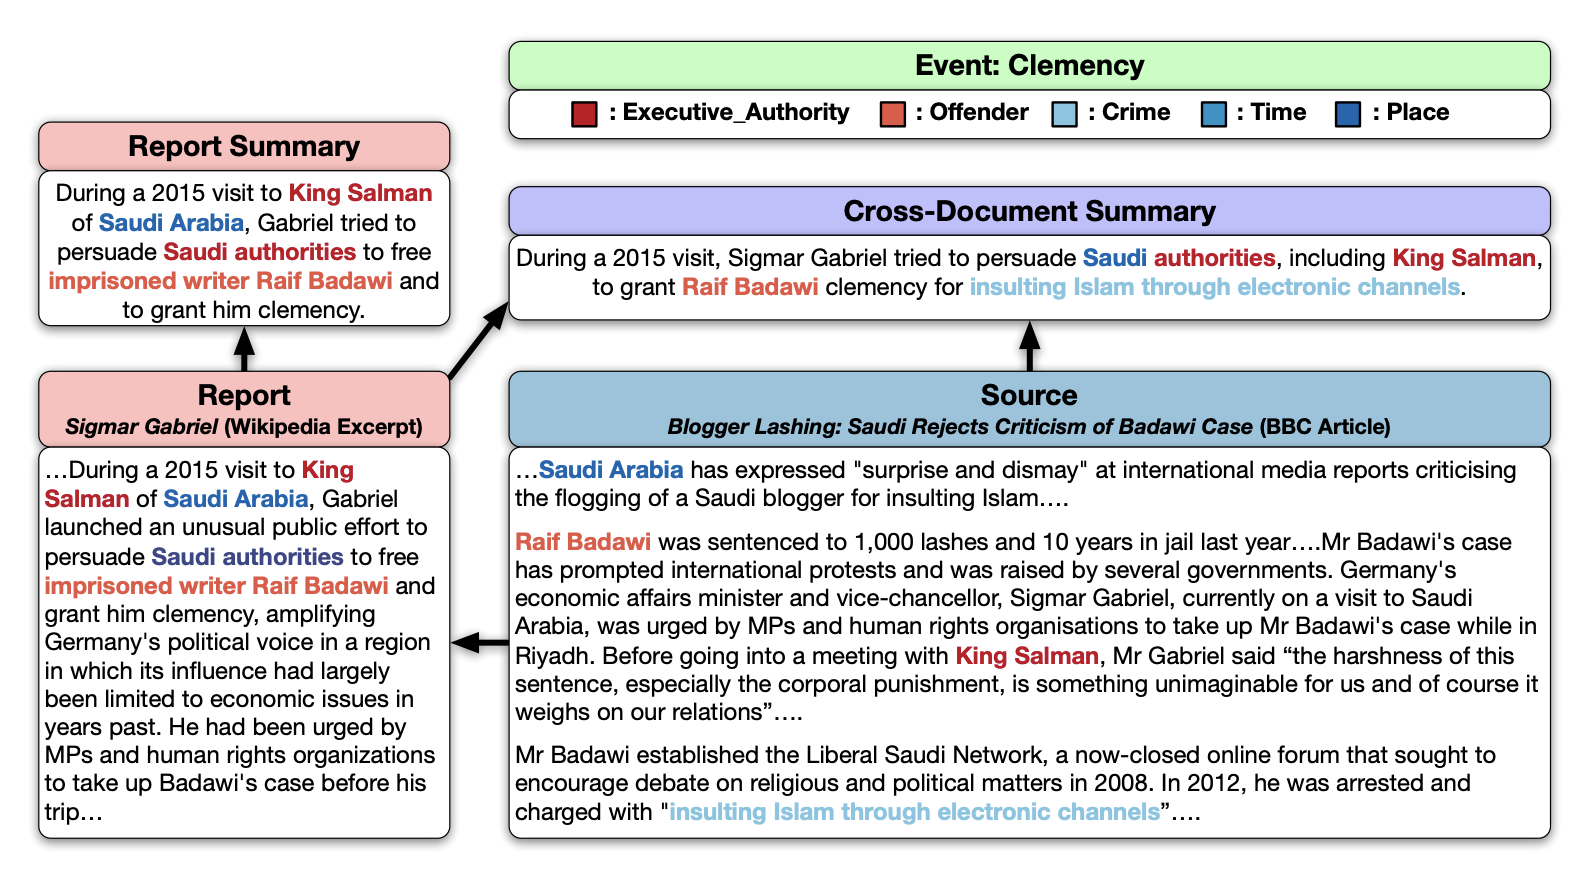 Event: Clemency
: Executive_Authority : Offender : Crime : Time : Place
Report Summary
During a 2015 visit to King Salman
of Saudi Arabia, Gabriel tried to
persuade Saudi authorities to free
imprisoned writer Raif Badawi and
to grant him clemency.
Cross-Document Summary
During a 2015 visit, Sigmar Gabriel tried to persuade Saudi authorities, including King Salman,
to grant Raif Badawi clemency for insulting Islam through electronic channels.
Report
Sigmar Gabriel (Wikipedia Excerpt)
…During a 2015 visit to King
Salman of Saudi Arabia, Gabriel
launched an unusual public effort to
persuade Saudi authorities to free
imprisoned writer Raif Badawi and
grant him clemency, amplifying
Germany's political voice in a region
in which its influence had largely
been limited to economic issues in
years past. He had been urged by
MPs and human rights organizations
to take up Badawi's case before his
trip…
Source
Blogger Lashing: Saudi Rejects Criticism of Badawi Case (BBC Article)
…Saudi Arabia has expressed "surprise and dismay" at international media reports criticising
the flogging of a Saudi blogger for insulting Islam….
Raif Badawi was sentenced to 1,000 lashes and 10 years in jail last year….Mr Badawi's case
has prompted international protests and was raised by several governments. Germany's
economic affairs minister and vice-chancellor, Sigmar Gabriel, currently on a visit to Saudi
Arabia, was urged by MPs and human rights organisations to take up Mr Badawi's case while in
Riyadh. Before going into a meeting with King Salman, Mr Gabriel said “the harshness of this
sentence, especially the corporal punishment, is something unimaginable for us and of course it
weighs on our relations”….
Mr Badawi established the Liberal Saudi Network, a now-closed online forum that sought to
encourage debate on religious and political matters in 2008. In 2012, he was arrested and
charged with "insulting Islam through electronic channels”….